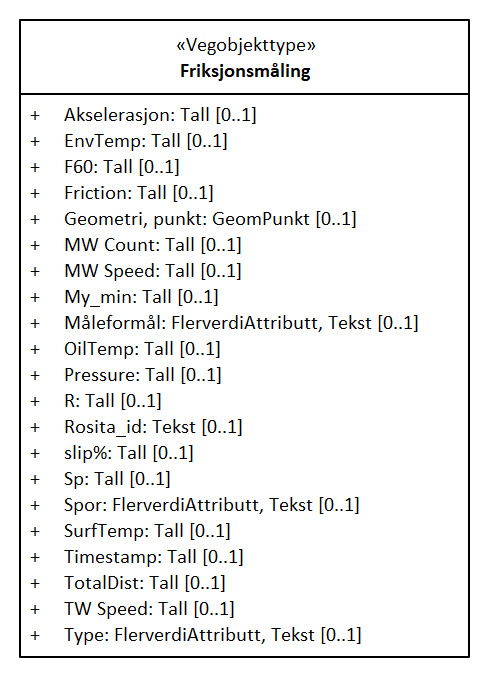 «Vegobjekttype»
Friksjonsmåling
+ Akselerasjon: Tall [0..1]
+ EnvTemp: Tall [0..1]
+ F60: Tall [0..1]
+ Friction: Tall [0..1]
+ Geometri, punkt: GeomPunkt [0..1]
+ MW Count: Tall [0..1]
+ MW Speed: Tall [0..1]
+ My_min: Tall [0..1]
+ Måleformål: FlerverdiAttributt, Tekst [0..1]
+ OilTemp: Tall [0..1]
+ Pressure: Tall [0..1]
+ R: Tall [0..1]
+ Rosita_id: Tekst [0..1]
+ slip%: Tall [0..1]
+ Sp: Tall [0..1]
+ Spor: FlerverdiAttributt, Tekst [0..1]
+ SurfTemp: Tall [0..1]
+ Timestamp: Tall [0..1]
+ TotalDist: Tall [0..1]
+ TW Speed: Tall [0..1]
+ Type: FlerverdiAttributt, Tekst [0..1]